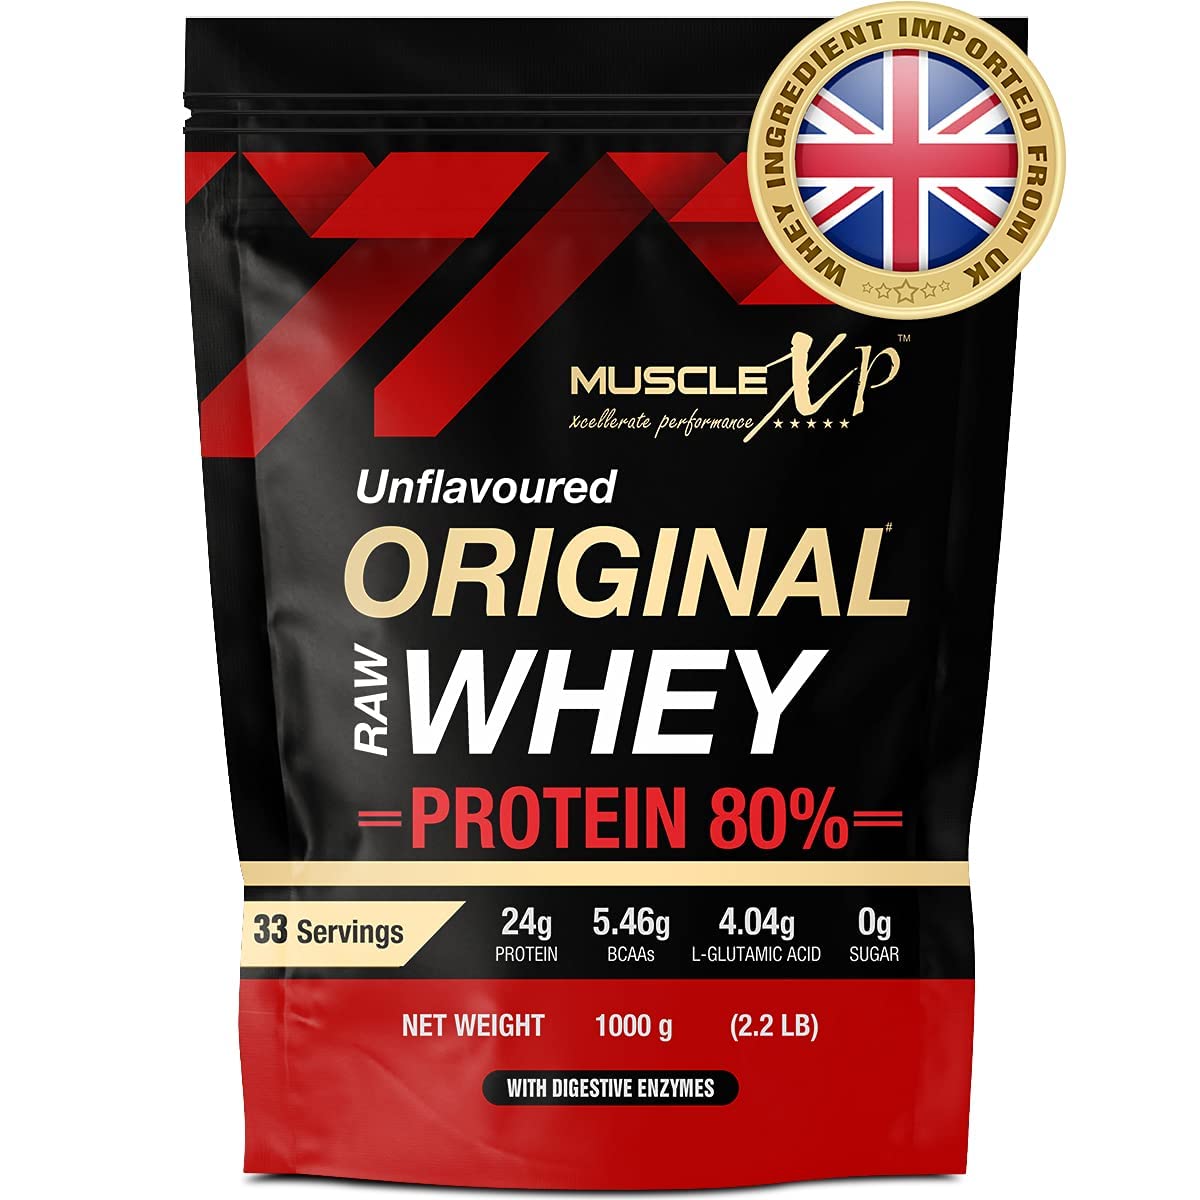 WHEY INGREDIENT IMPORTED FROM UK
MUSCLE XP™
xcellerate performance
Unflavoured
ORIGINAL#
RAW WHEY
PROTEIN 80%
33 Servings
24g PROTEIN
5.46g BCAAs
4.04g L-GLUTAMIC ACID
0g SUGAR
NET WEIGHT 1000 g (2.2 LB)
WITH DIGESTIVE ENZYMES